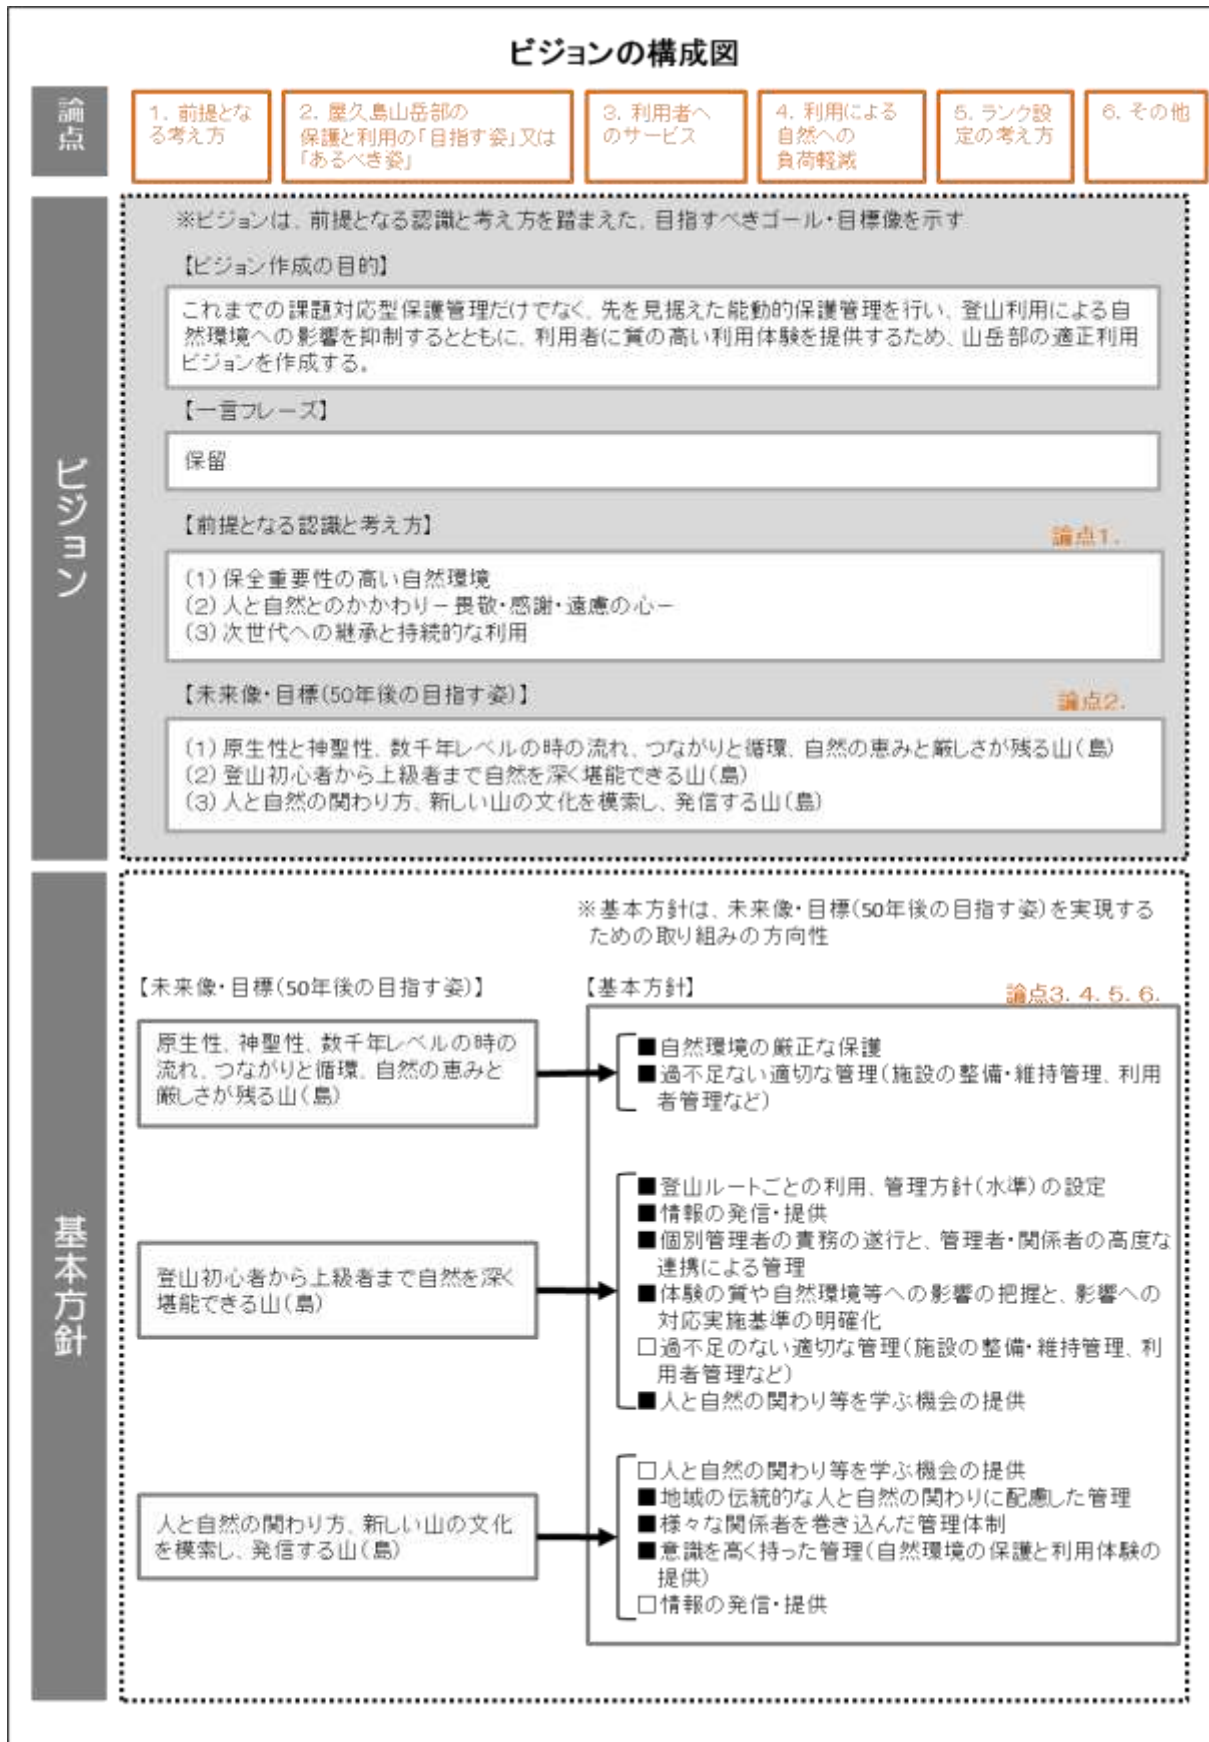 ビジョンの構成図
論点
1. 前提とな
る考え方
2. 屋久島山岳部の
保護と利用の「目指す姿」又は
「あるべき姿」
3. 利用者へ
のサービス
4. 利用による
自然への
負荷軽減
5. ランク設
定の考え方
6. その他
ビジョン
※ビジョンは、前提となる認識と考え方を踏まえた、目指すべきゴール・目標像を示す
【ビジョン作成の目的】
これまでの課題対応型保護管理だけでなく、先を見据えた能動的保護管理を行い、登山利用による自
然環境への影響を抑制するとともに、利用者に質の高い利用体験を提供するため、山岳部の適正利用
ビジョンを作成する。
【一言フレーズ】
保留
【前提となる認識と考え方】
論点1.
(1) 保全重要性の高い自然環境
(2) 人と自然とのかかわり－畏敬・感謝・遠慮の心－
(3) 次世代への継承と持続的な利用
【未来像・目標(50年後の目指す姿)】
論点2.
(1) 原生性と神聖性、数千年レベルの時の流れ、つながりと循環、自然の恵みと厳しさが残る山(島)
(2) 登山初心者から上級者まで自然を深く堪能できる山(島)
(3) 人と自然の関わり方、新しい山の文化を模索し、発信する山(島)
基本方針
※基本方針は、未来像・目標(50年後の目指す姿)を実現する
ための取り組みの方向性
【未来像・目標(50年後の目指す姿)】
【基本方針】
論点3. 4. 5. 6.
原生性、神聖性、数千年レベルの時の
流れ、つながりと循環、自然の恵みと
厳しさが残る山(島)
■自然環境の厳正な保護
■過不足ない適切な管理(施設の整備・維持管理、利用
者管理など)
登山初心者から上級者まで自然を深く
堪能できる山(島)
■登山ルートごとの利用、管理方針(水準)の設定
■情報の発信・提供
■個別管理者の責務の遂行と、管理者・関係者の高度な
連携による管理
■体験の質や自然環境等への影響の把握と、影響への
対応実施基準の明確化
□過不足のない適切な管理(施設の整備・維持管理、利
用者管理など)
■人と自然の関わり等を学ぶ機会の提供
人と自然の関わり方、新しい山の文化
を模索し、発信する山(島)
□人と自然の関わり等を学ぶ機会の提供
■地域の伝統的な人と自然の関わりに配慮した管理
■様々な関係者を巻き込んだ管理体制
■意識を高く持った管理(自然環境の保護と利用体験の
提供)
□情報の発信・提供